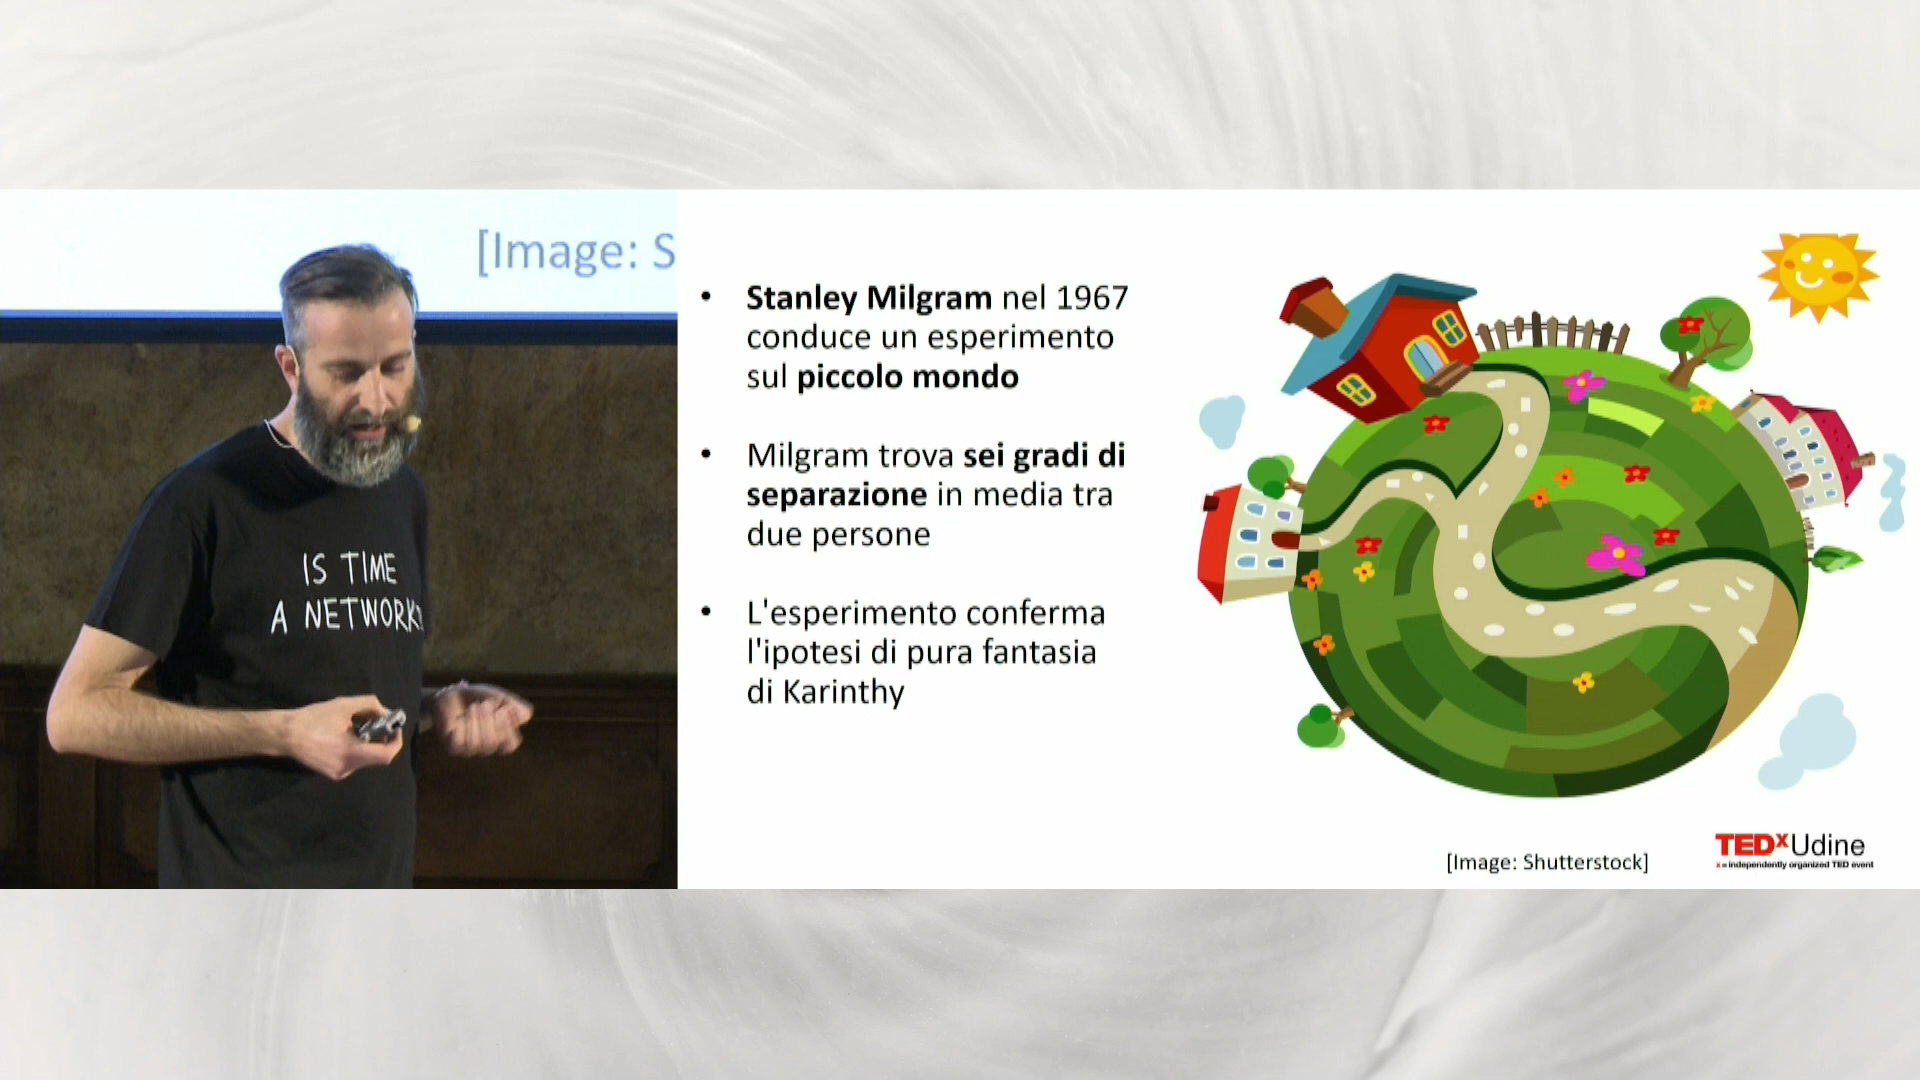 [Image: S
IS TIME
A NETWORK?
• Stanley Milgram nel 1967
conduce un esperimento
sul piccolo mondo
• Milgram trova sei gradi di
separazione in media tra
due persone
• L'esperimento conferma
l'ipotesi di pura fantasia
di Karinthy
[Image: Shutterstock]
TEDxUdine
x = independently organized TED event